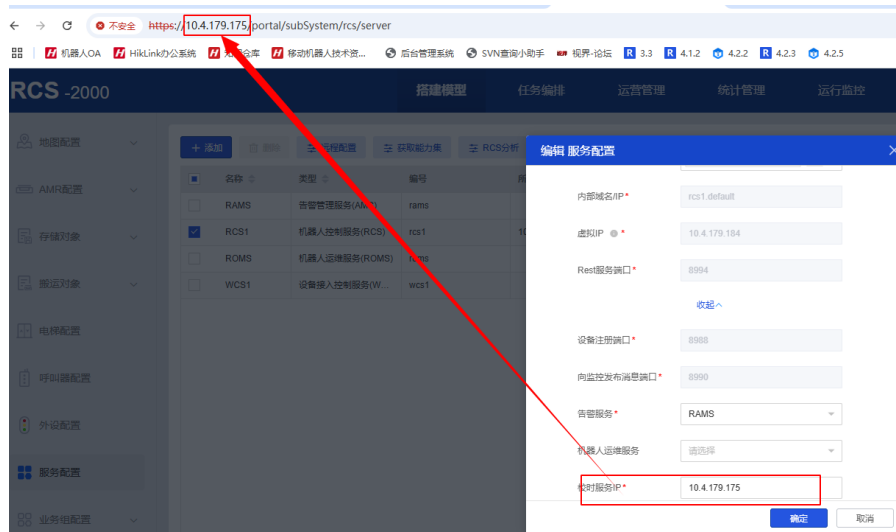 不安全 https://10.4.179.175/portal/subSystem/rcs/server
机器人OA HikLink办公系统 移动机器人技术资... 后台管理系统 SVN查询小助手 视界-论坛 R 3.3 R 4.1.2 4.2.2 R 4.2.3 4.2.5
RCS -2000 搭建模型 任务编排 运营管理 统计管理 运行监控
地图配置
AMR配置
存储对象
搬运对象
电梯配置
呼叫器配置
外设配置
服务配置
业务组配置
+ 添加 删除 远程配置 获取能力集 RCS分析
名称 类型 编号 所
RAMS 告警管理服务(AMS) rams
RCS1 机器人控制服务(RCS) rcs1 10
ROMS 机器人运维服务(ROMS) roms
WCS1 设备接入控制服务(W... wcs1
编辑 服务配置
内部域名/IP* rcs1.default
虚拟IP * 10.4.179.184
Rest服务端口* 8994
收起
设备注册端口* 8988
向监控发布消息端口* 8990
告警服务* RAMS
机器人运维服务 请选择
校时服务IP* 10.4.179.175
确定 取消